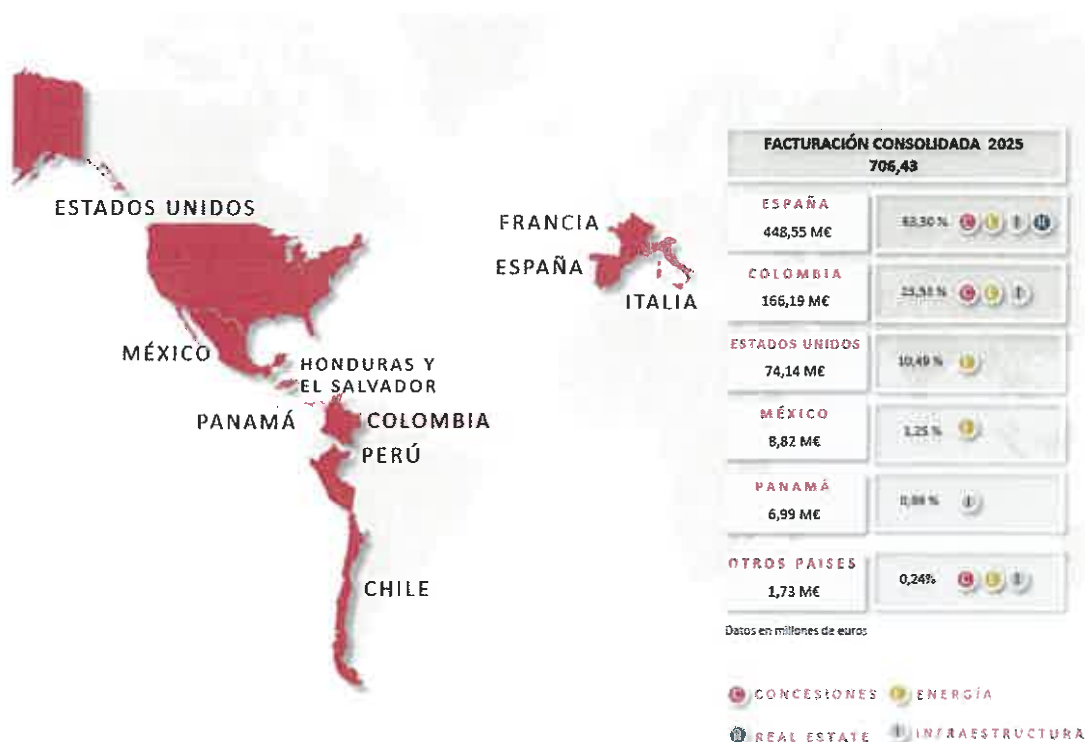 FACTURACIÓN CONSOLIDADA 2025
706,43
ESTADOS UNIDOS
MÉXICO
HONDURAS Y
EL SALVADOR
PANAMÁ
COLOMBIA
PERÚ
CHILE
FRANCIA
ESPAÑA
ITALIA
ESPAÑA
448,55 M€
COLOMBIA
166,19 M€
ESTADOS UNIDOS
74,14 M€
10,49 %
MÉXICO
8,82 M€
1,25 %
PANAMÁ
6,99 M€
OTROS PAISES
1,73 M€
0,24%
Datos en millones de euros
CONCESIONES
ENERGÍA
REAL ESTATE
INFRAESTRUCTURA